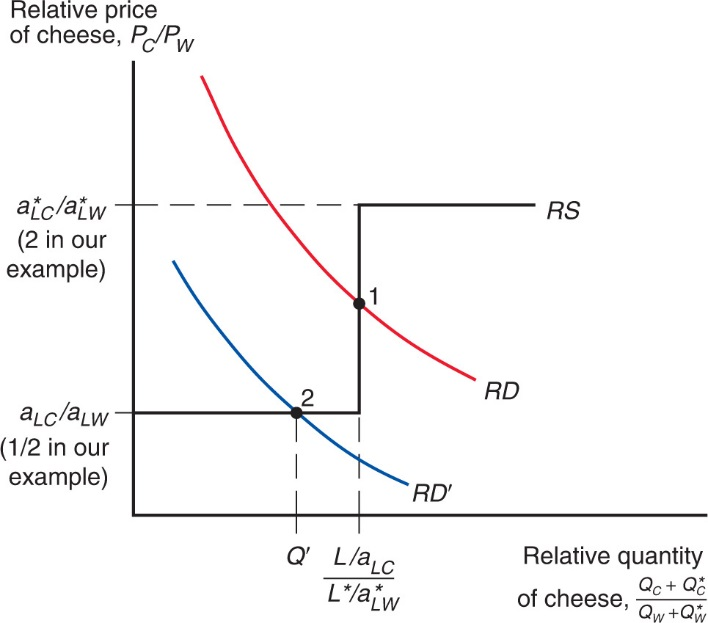 Relative price
of cheese, P_C/P_W
a*_LC/a*_LW
(2 in our
example)
RS
1
RD
2
a_LC/a_LW
(1/2 in our
example)
RD′
Q′
L/a_LC
L*/a*_LW
Relative quantity
of cheese, Q_C + Q*_C
Q_W + Q*_W